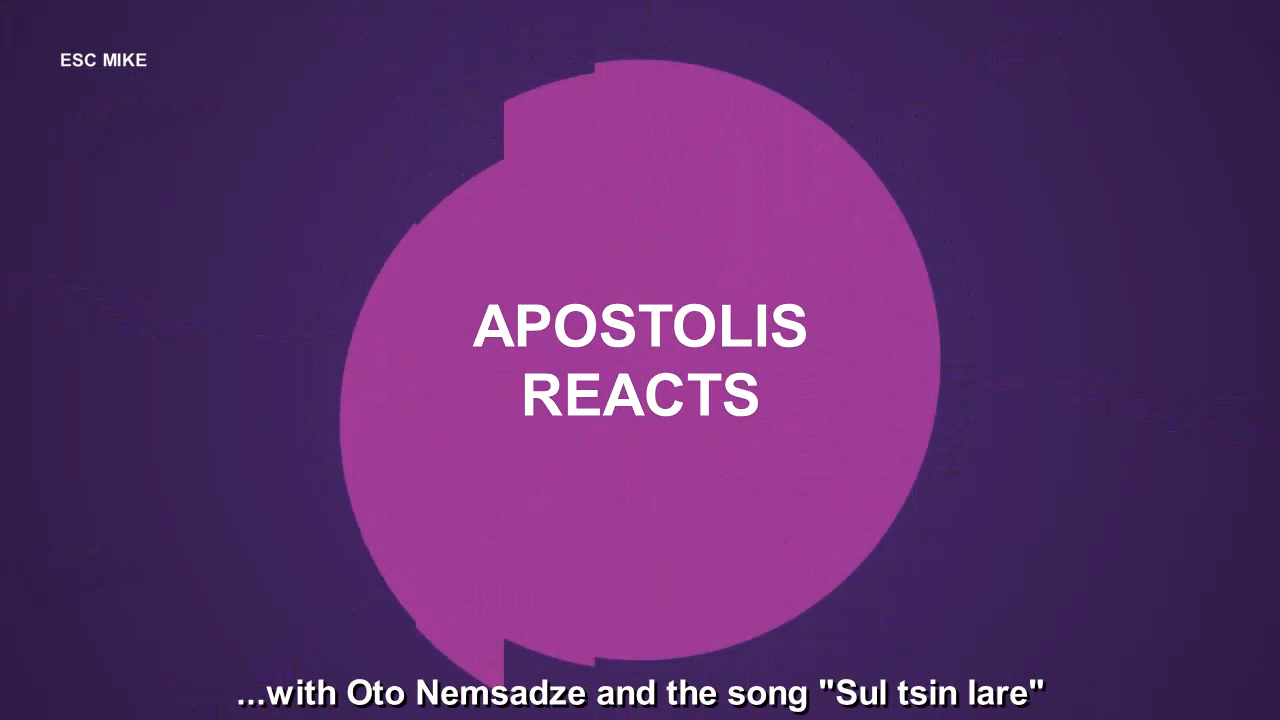 ESC MIKE
APOSTOLIS
REACTS
...with Oto Nemsadze and the song "Sul tsin lare"